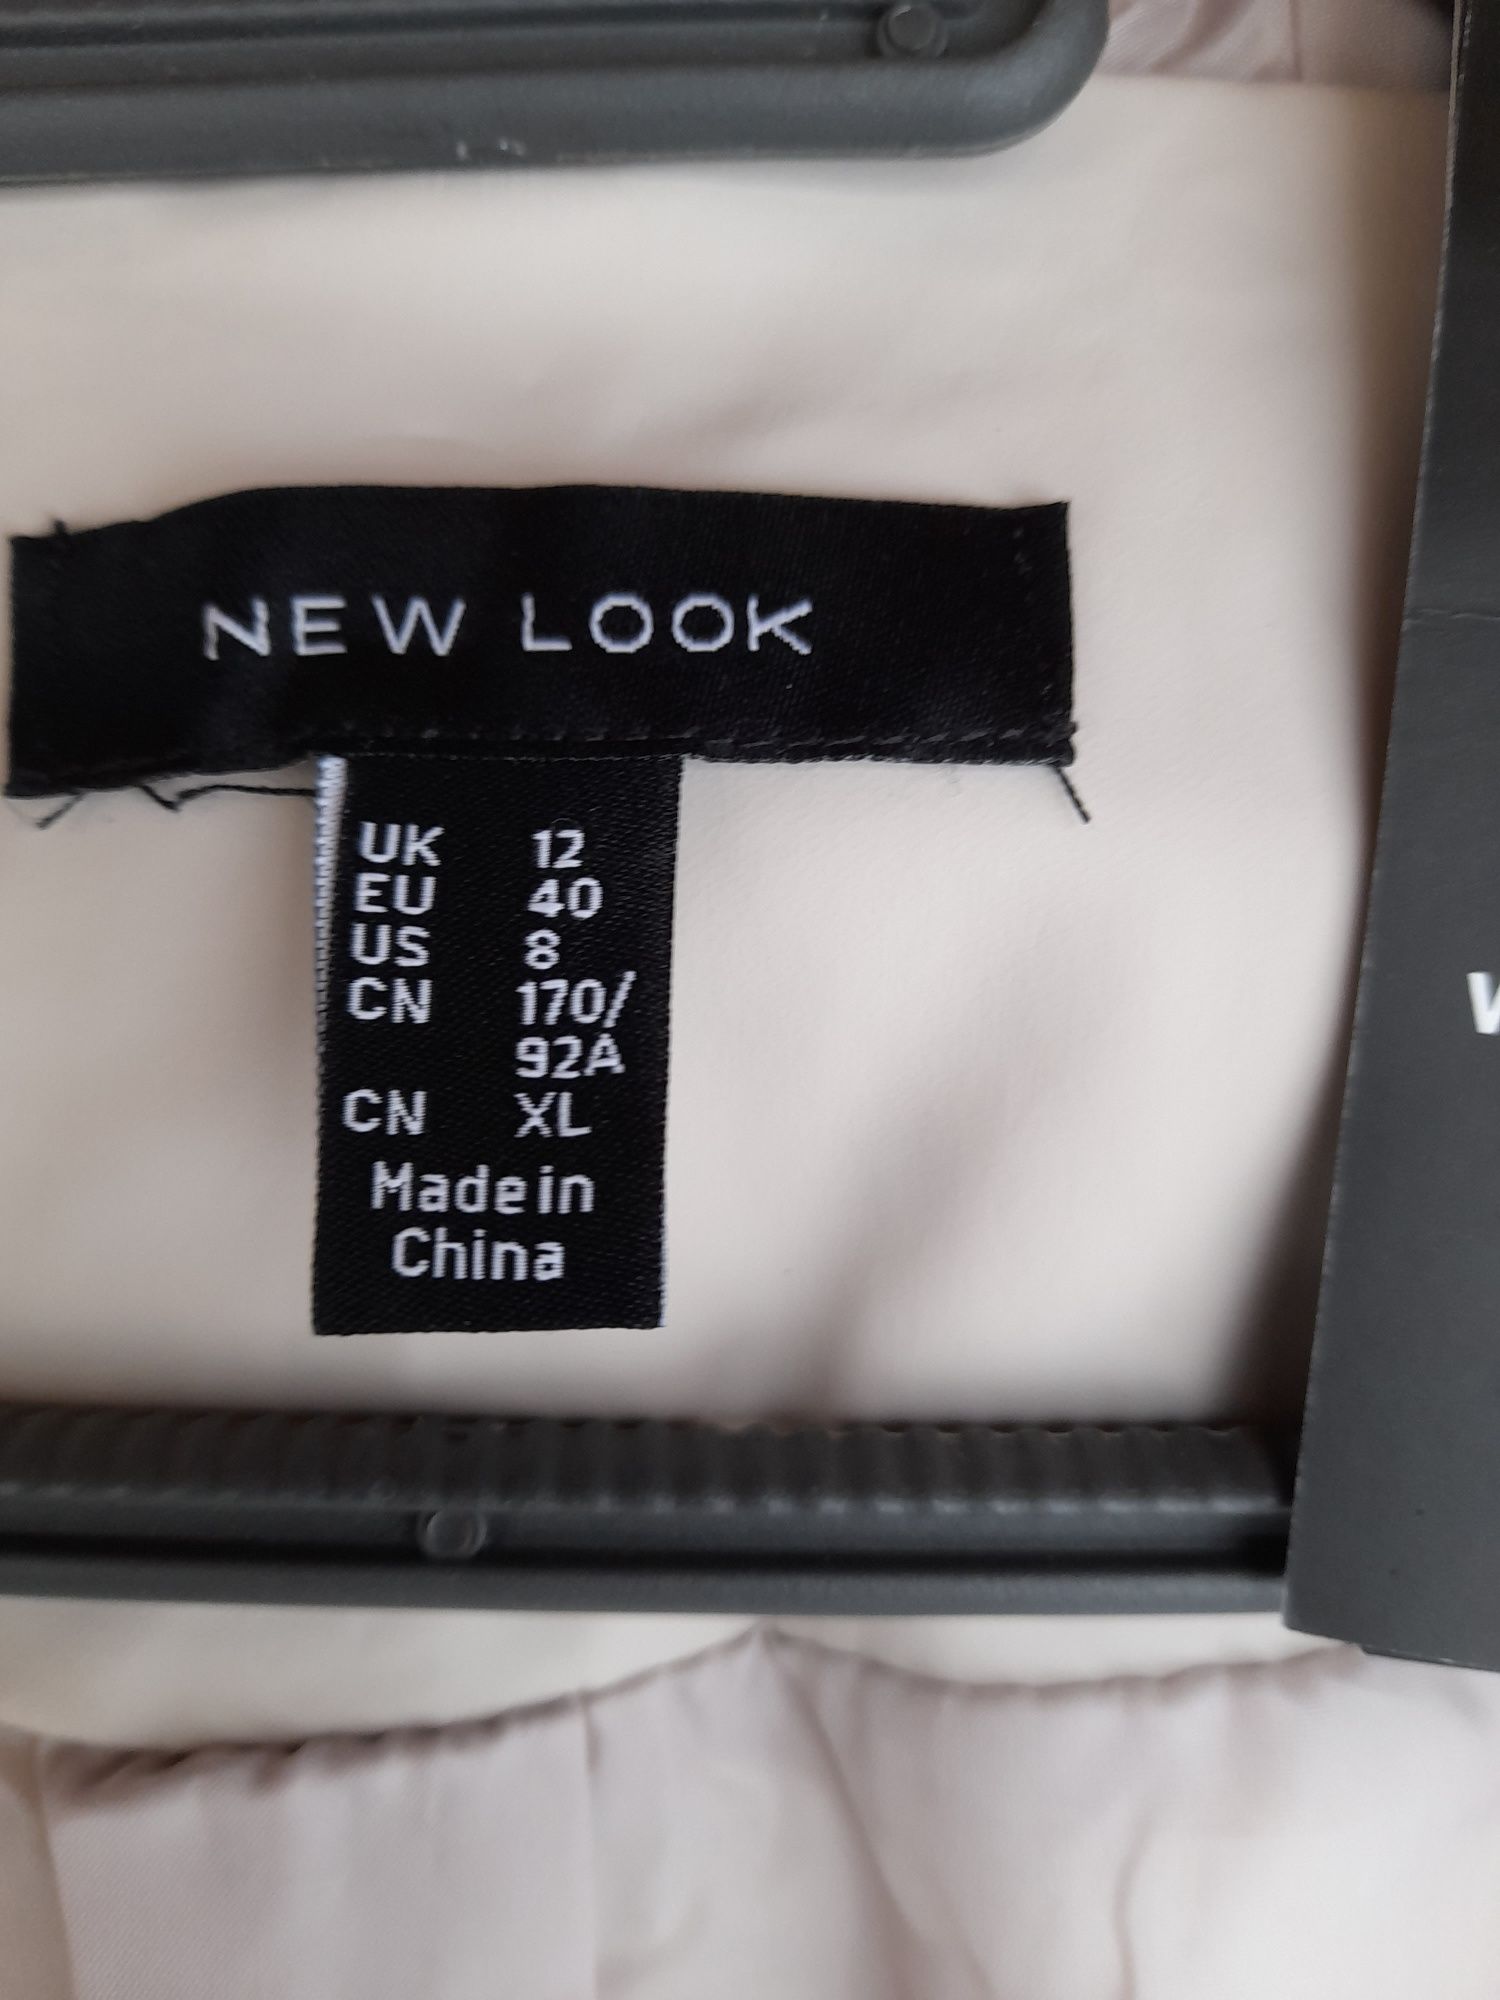 NEW LOOK
UK 12
EU 40
US 8
CN 170/
92A
CN XL
Made in
China